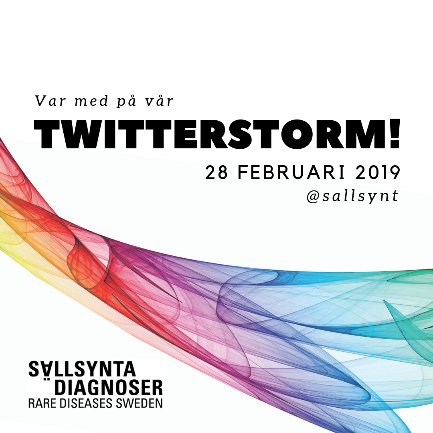 Var med på vår
TWITTERSTORM!
28 FEBRUARI 2019
@sallsynt
SÄLLSYNTA
DIAGNOSER
RARE DISEASES SWEDEN